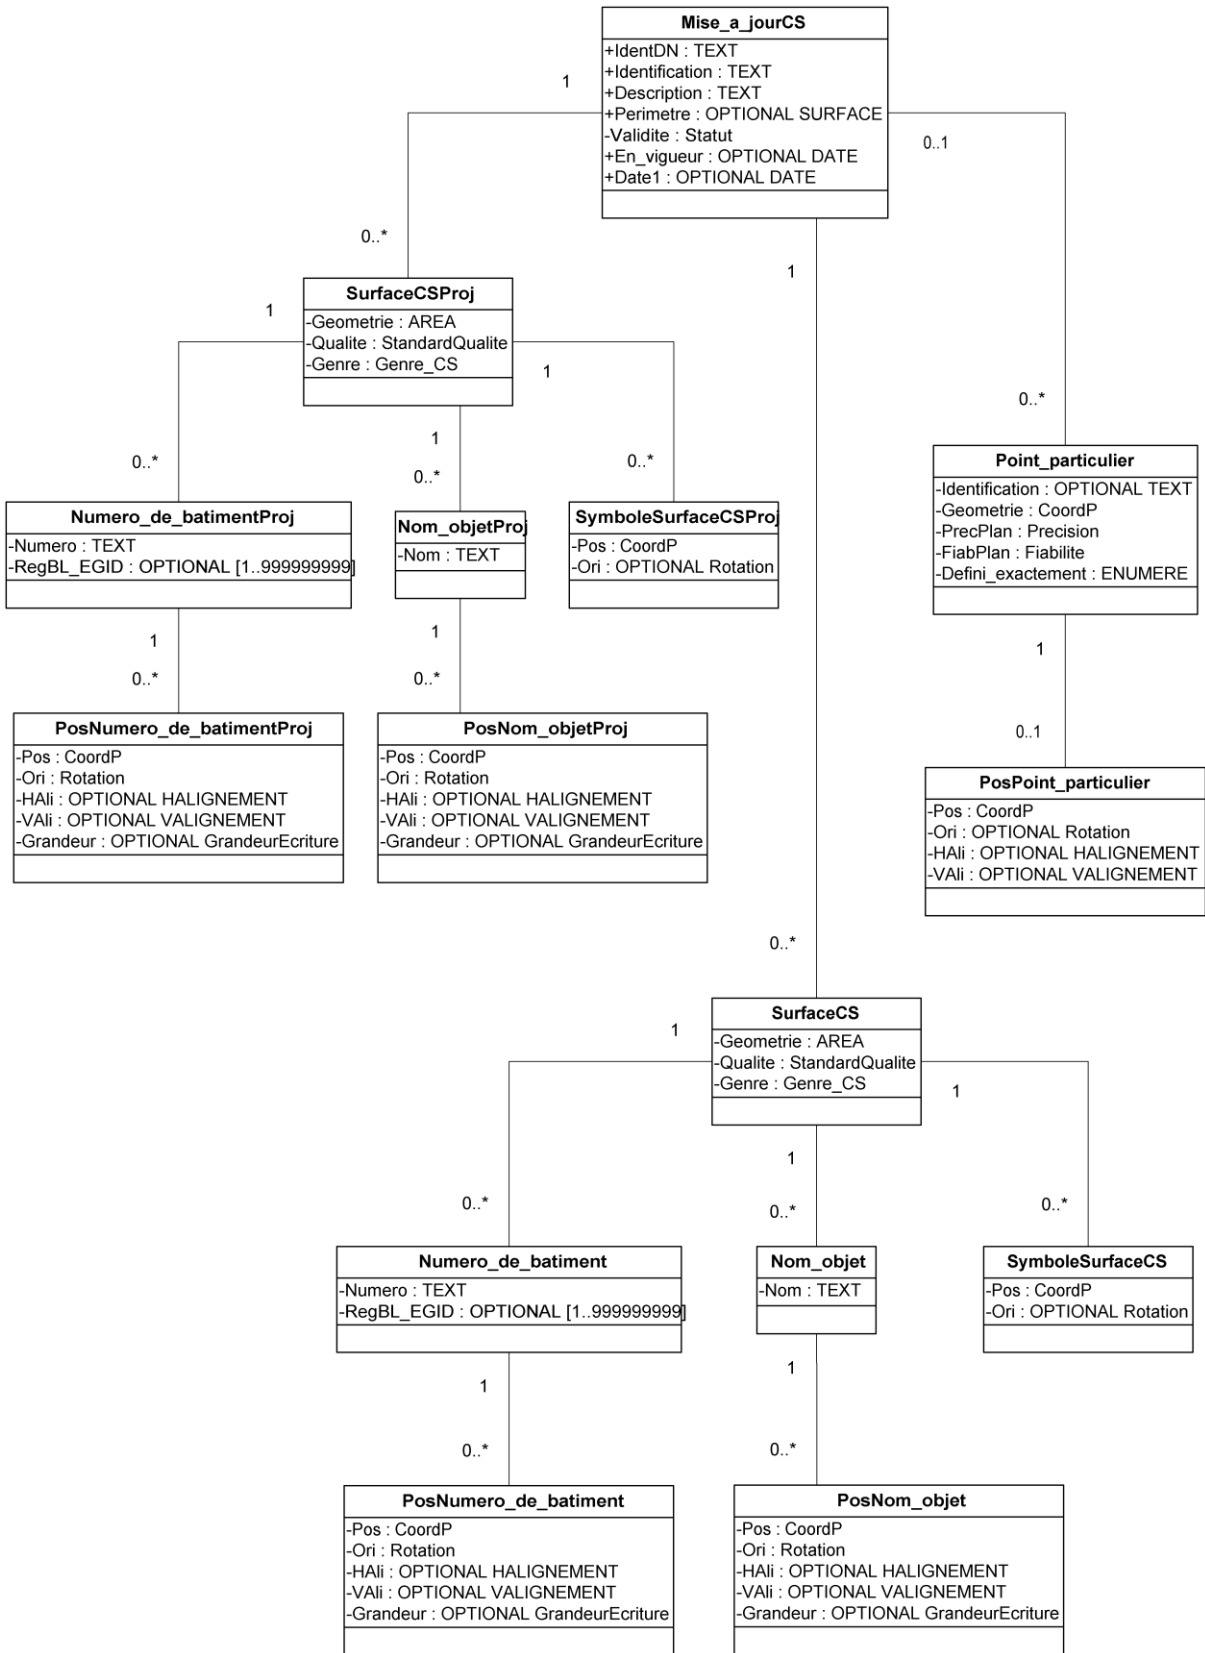 Mise_a_jourCS
+IdentDN : TEXT
+Identification : TEXT
+Description : TEXT
+Perimetre : OPTIONAL SURFACE
-Validite : Statut
+En_vigueur : OPTIONAL DATE
+Date1 : OPTIONAL DATE
1
0..1
0..*
1
0..*
SurfaceCSProj
-Geometrie : AREA
-Qualite : StandardQualite
-Genre : Genre_CS
1
1
1
0..*
0..*
0..*
Numero_de_batimentProj
-Numero : TEXT
-RegBL_EGID : OPTIONAL [1..999999999]
Nom_objetProj
-Nom : TEXT
SymboleSurfaceCSProj
-Pos : CoordP
-Ori : OPTIONAL Rotation
Point_particulier
-Identification : OPTIONAL TEXT
-Geometrie : CoordP
-PrecPlan : Precision
-FiabPlan : Fiabilite
-Defini_exactement : ENUMERE
1
0..*
1
0..*
1
0..1
PosNumero_de_batimentProj
-Pos : CoordP
-Ori : Rotation
-HAli : OPTIONAL HALIGNEMENT
-VAli : OPTIONAL VALIGNEMENT
-Grandeur : OPTIONAL GrandeurEcriture
PosNom_objetProj
-Pos : CoordP
-Ori : Rotation
-HAli : OPTIONAL HALIGNEMENT
-VAli : OPTIONAL VALIGNEMENT
-Grandeur : OPTIONAL GrandeurEcriture
PosPoint_particulier
-Pos : CoordP
-Ori : OPTIONAL Rotation
-HAli : OPTIONAL HALIGNEMENT
-VAli : OPTIONAL VALIGNEMENT
0..*
SurfaceCS
-Geometrie : AREA
-Qualite : StandardQualite
-Genre : Genre_CS
1
1
1
0..*
0..*
0..*
Numero_de_batiment
-Numero : TEXT
-RegBL_EGID : OPTIONAL [1..999999999]
Nom_objet
-Nom : TEXT
SymboleSurfaceCS
-Pos : CoordP
-Ori : OPTIONAL Rotation
1
0..*
1
0..*
PosNumero_de_batiment
-Pos : CoordP
-Ori : Rotation
-HAli : OPTIONAL HALIGNEMENT
-VAli : OPTIONAL VALIGNEMENT
-Grandeur : OPTIONAL GrandeurEcriture
PosNom_objet
-Pos : CoordP
-Ori : Rotation
-HAli : OPTIONAL HALIGNEMENT
-VAli : OPTIONAL VALIGNEMENT
-Grandeur : OPTIONAL GrandeurEcriture